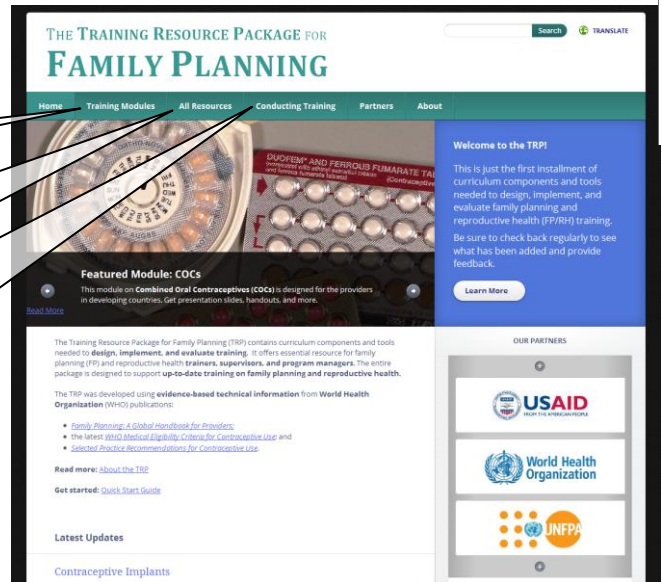 THE TRAINING RESOURCE PACKAGE FOR
FAMILY PLANNING
Search
TRANSLATE
Home Training Modules All Resources Conducting Training Partners About
DUOFEM* AND FERROUS FUMARATE
Featured Module: COCs
This module on Combined Oral Contraceptives (COCs) is designed for the providers
in developing countries. Get presentation slides, handouts, and more.
Read More
Welcome to the TRP!
This is just the first installment of
curriculum components and tools
needed to design, implement, and
evaluate family planning and
reproductive health (FP/RH) training.
Be sure to check back regularly to see
what has been added and provide
feedback.
Learn More
The Training Resource Package for Family Planning (TRP) contains curriculum components and tools
needed to design, implement, and evaluate training. It offers essential resource for family
planning (FP) and reproductive health trainers, supervisors, and program managers. The entire
package is designed to support up-to-date training on family planning and reproductive health.
The TRP was developed using evidence-based technical information from World Health
Organization (WHO) publications:
Family Planning: A Global Handbook for Providers;
the latest WHO Medical Eligibility Criteria for Contraceptive Use; and
Selected Practice Recommendations for Contraceptive Use.
Read more: About the TRP
Get started: Quick Start Guide
Latest Updates
Contraceptive Implants
OUR PARTNERS
USAID
FROM THE AMERICAN PEOPLE
World Health
Organization
UNFPA